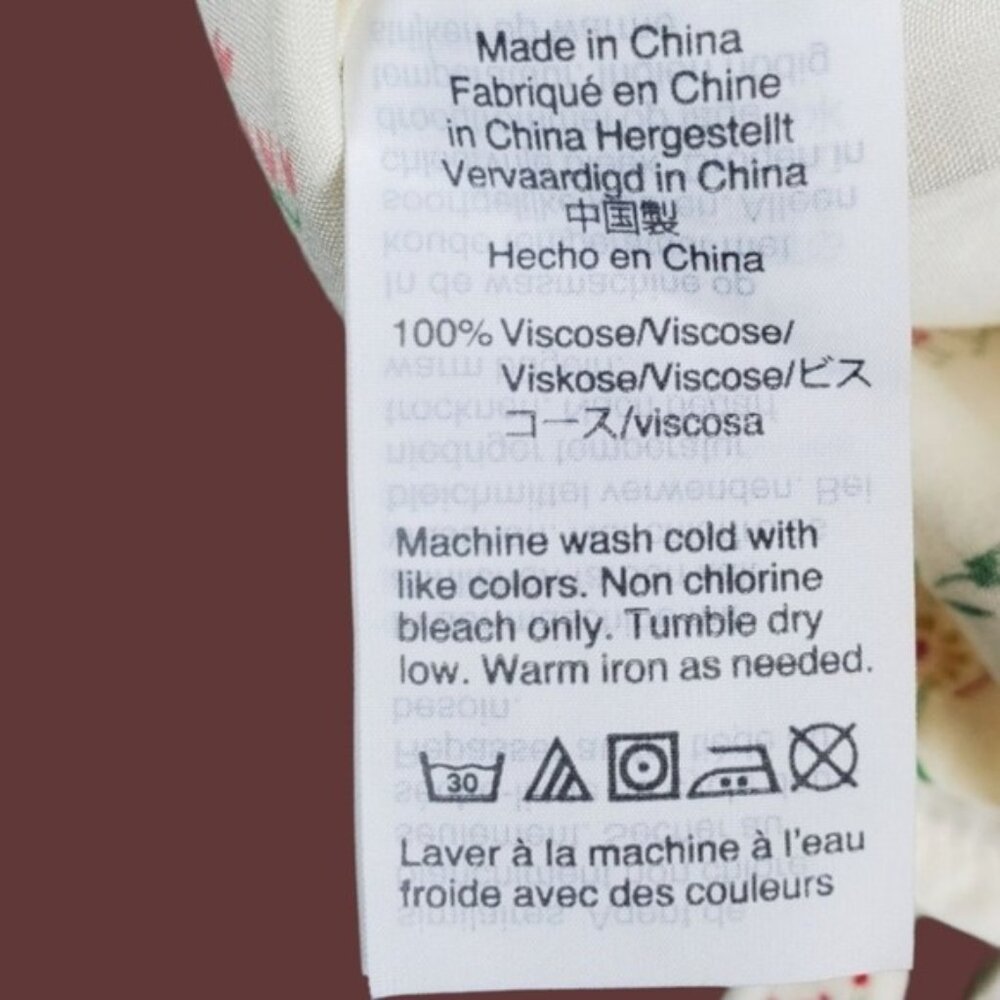 Made in China
Fabriqué en Chine
in China Hergestellt
Vervaardigd in China
中国製
Hecho en China
100% Viscose/Viscose/
Viskose/Viscose/ビス
コース/viscosa
Machine wash cold with
like colors. Non chlorine
bleach only. Tumble dry
low. Warm iron as needed.
30
Laver à la machine à l'eau
froide avec des couleurs